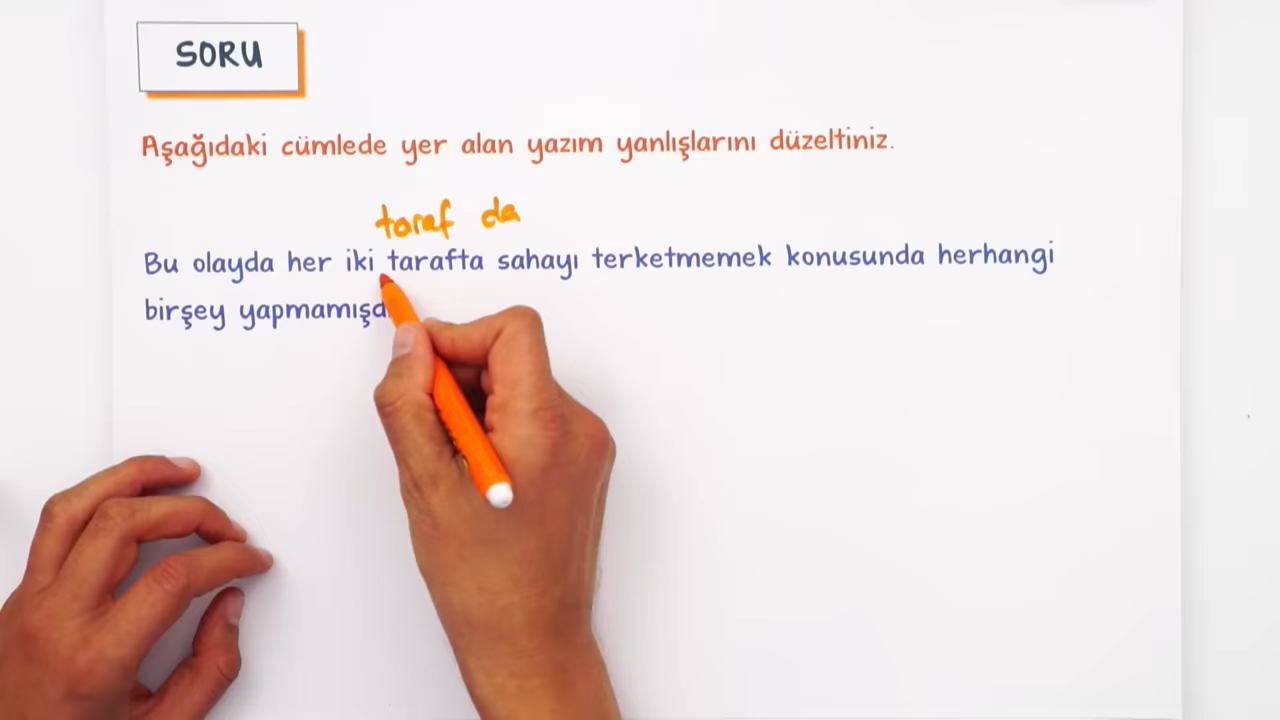 SORU
Aşağıdaki cümlede yer alan yazım yanlışlarını düzeltiniz.
taraf da
Bu olayda her iki tarafta sahayı terketmemek konusunda herhangi
birşey yapmamışd